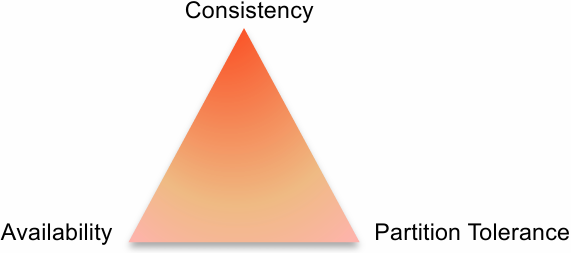 Consistency
Availability
Partition Tolerance